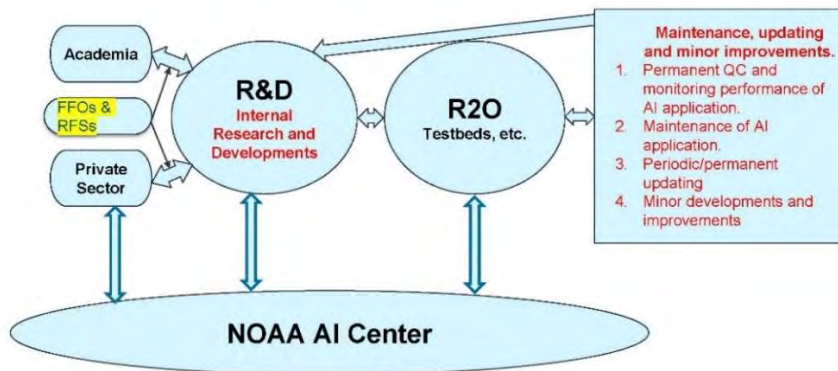 Academia
FFOs &
RFSs
Private
Sector
R&D
Internal
Research and
Developments
R2O
Testbeds, etc.
Maintenance, updating
and minor improvements.
1. Permanent QC and
monitoring performance of
AI application.
2. Maintenance of AI
application.
3. Periodic/permanent
updating
4. Minor developments and
improvements
NOAA AI Center